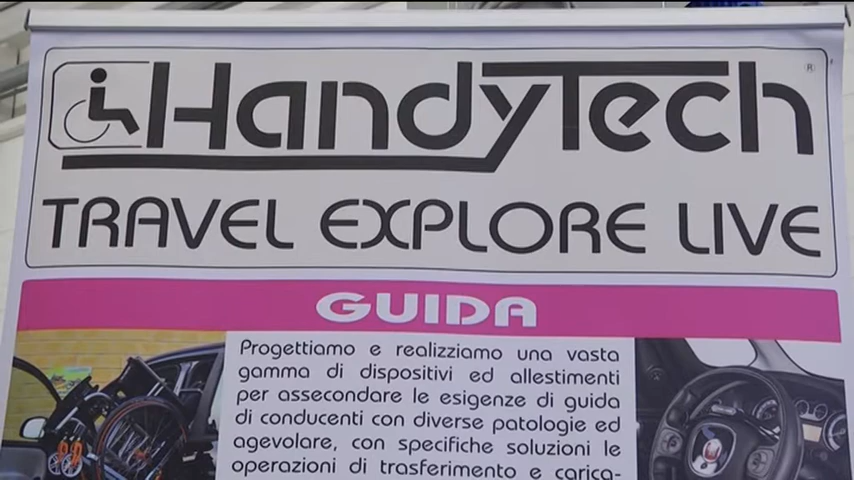 HandyTech ®
TRAVEL EXPLORE LIVE
GUIDA
Progettiamo e realizziamo una vasta
gamma di dispositivi ed allestimenti
per assecondare le esigenze di guida
di conducenti con diverse patologie ed
agevolare, con specifiche soluzioni le
operazioni di trasferimento e carica-